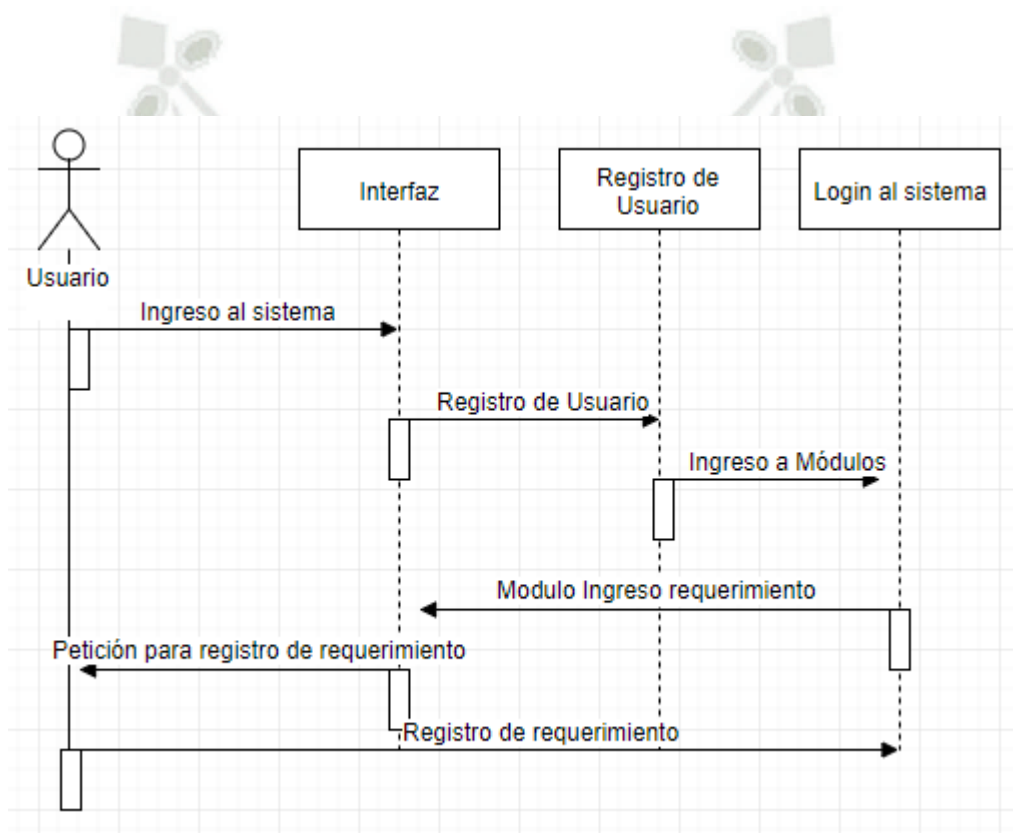 Interfaz
Registro de
Usuario
Login al sistema
Usuario
Ingreso al sistema
Registro de Usuario
Ingreso a Módulos
Modulo Ingreso requerimiento
Petición para registro de requerimiento
Registro de requerimiento